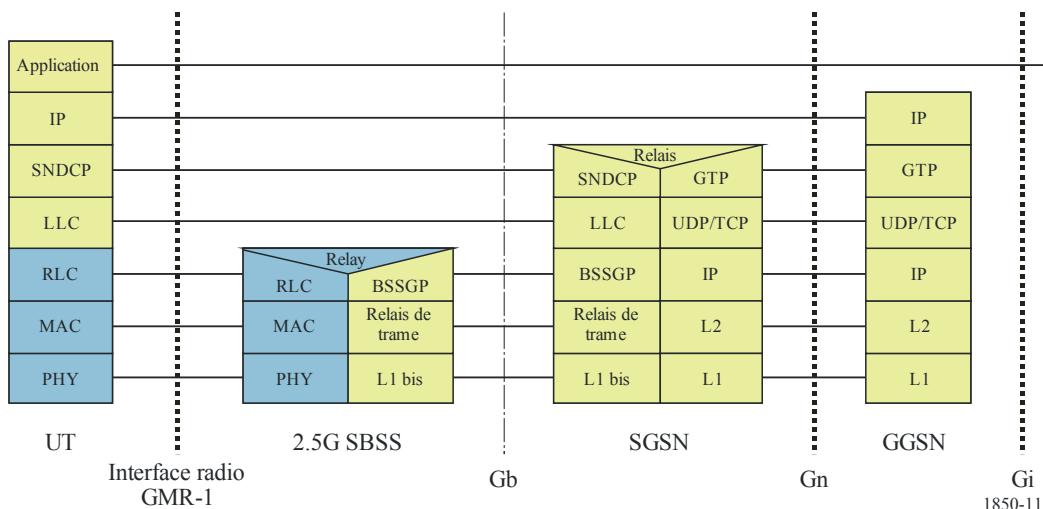 Application
IP
SNDCP
LLC
RLC
MAC
PHY
UT
Interface radio
GMR-1
Relay
RLC
BSSGP
MAC
Relais de
trame
PHY
L1 bis
2.5G SBSS
Gb
Relais
SNDCP
GTP
LLC
UDP/TCP
BSSGP
IP
Relais de
trame
L2
L1 bis
L1
SGSN
Gn
IP
GTP
UDP/TCP
IP
L2
L1
GGSN
Gi
1850-11